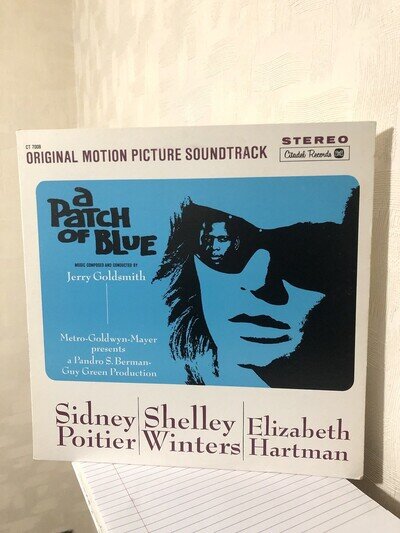 CT 7008
STEREO
ORIGINAL MOTION PICTURE SOUNDTRACK
Citadel Records
a
PATCH
OF BLUE
MUSIC COMPOSED AND CONDUCTED BY
Jerry Goldsmith
Metro-Goldwyn-Mayer
presents
a Pandro S. Berman-
Guy Green Production
Sidney
Poitier
Shelley
Winters
Elizabeth
Hartman